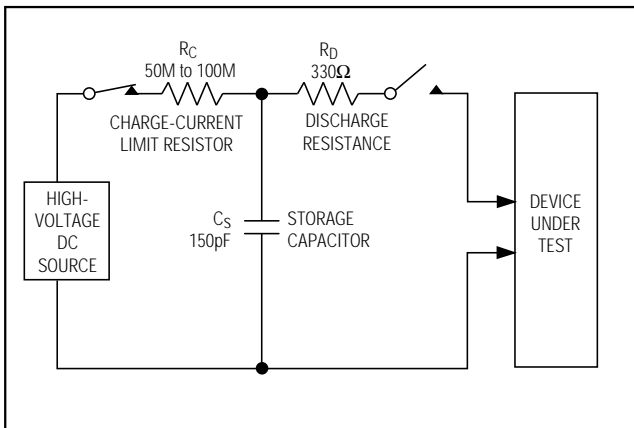 RC
50M to 100M
RD
330Ω
CHARGE-CURRENT
LIMIT RESISTOR
DISCHARGE
RESISTANCE
HIGH-
VOLTAGE
DC
SOURCE
CS
150pF
STORAGE
CAPACITOR
DEVICE
UNDER
TEST